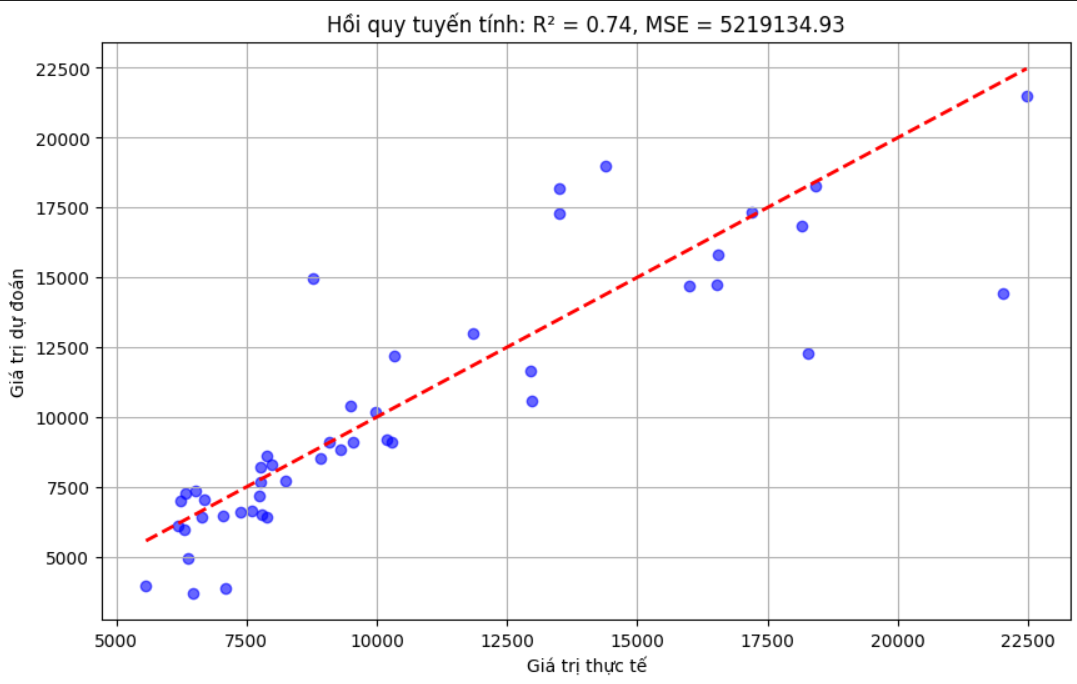 Hồi quy tuyến tính: R² = 0.74, MSE = 5219134.93
22500
20000
17500
15000
12500
10000
7500
5000
Giá trị dự đoán
5000 7500 10000 12500 15000 17500 20000 22500
Giá trị thực tế